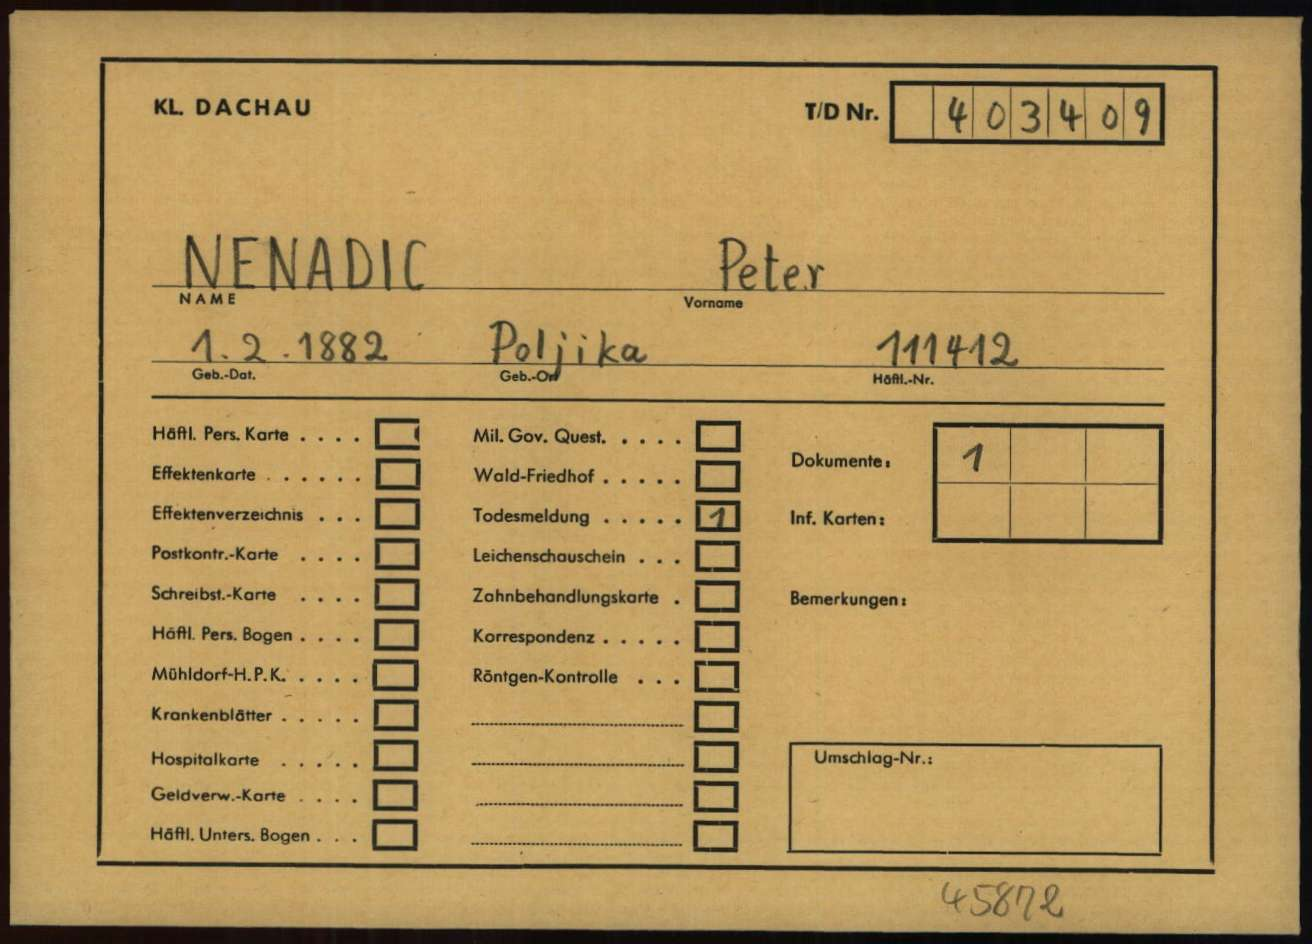 KL. DACHAU
T/D Nr. 403409
NENADIC Peter
NAME Vorname
1.2.1882 Poljika 111412
Geb.-Dat. Geb.-Ort Häftl.-Nr.
Häftl. Pers. Karte . . . .
Effektenkarte . . . . . .
Effektenverzeichnis . . .
Postkontr.-Karte . . . .
Schreibst.-Karte . . . .
Häftl. Pers. Bogen . . . .
Mühldorf-H.P.K. . . . .
Krankenblätter . . . . .
Hospitalkarte . . . . .
Geldverw.-Karte . . . .
Häftl. Unters. Bogen . . .
Mil. Gov. Quest. . . . .
Wald-Friedhof . . . . .
Todesmeldung . . . . . 1
Leichenschauschein . . .
Zahnbehandlungskarte .
Korrespondenz . . . . .
Röntgen-Kontrolle . . .
Dokumente: 1
Inf. Karten:
Bemerkungen:
Umschlag-Nr.:
45872